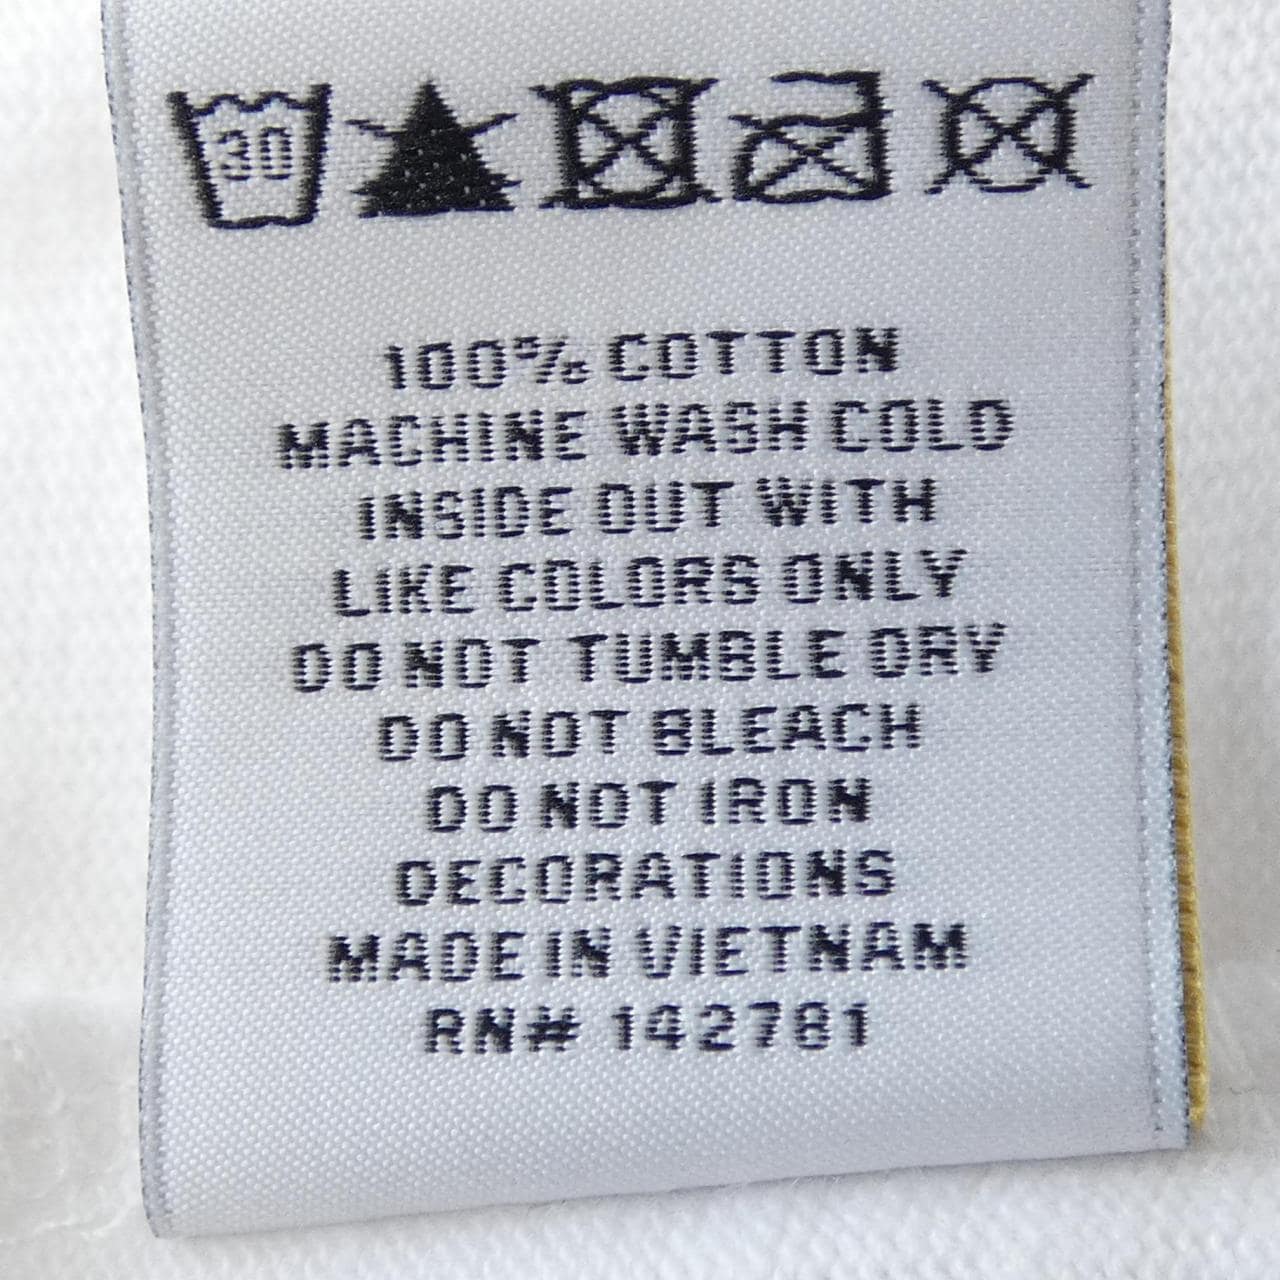 30
100% COTTON
MACHINE WASH COLD
INSIDE OUT WITH
LIKE COLORS ONLY
DO NOT TUMBLE DRY
DO NOT BLEACH
DO NOT IRON
DECORATIONS
MADE IN VIETNAM
RN# 142781